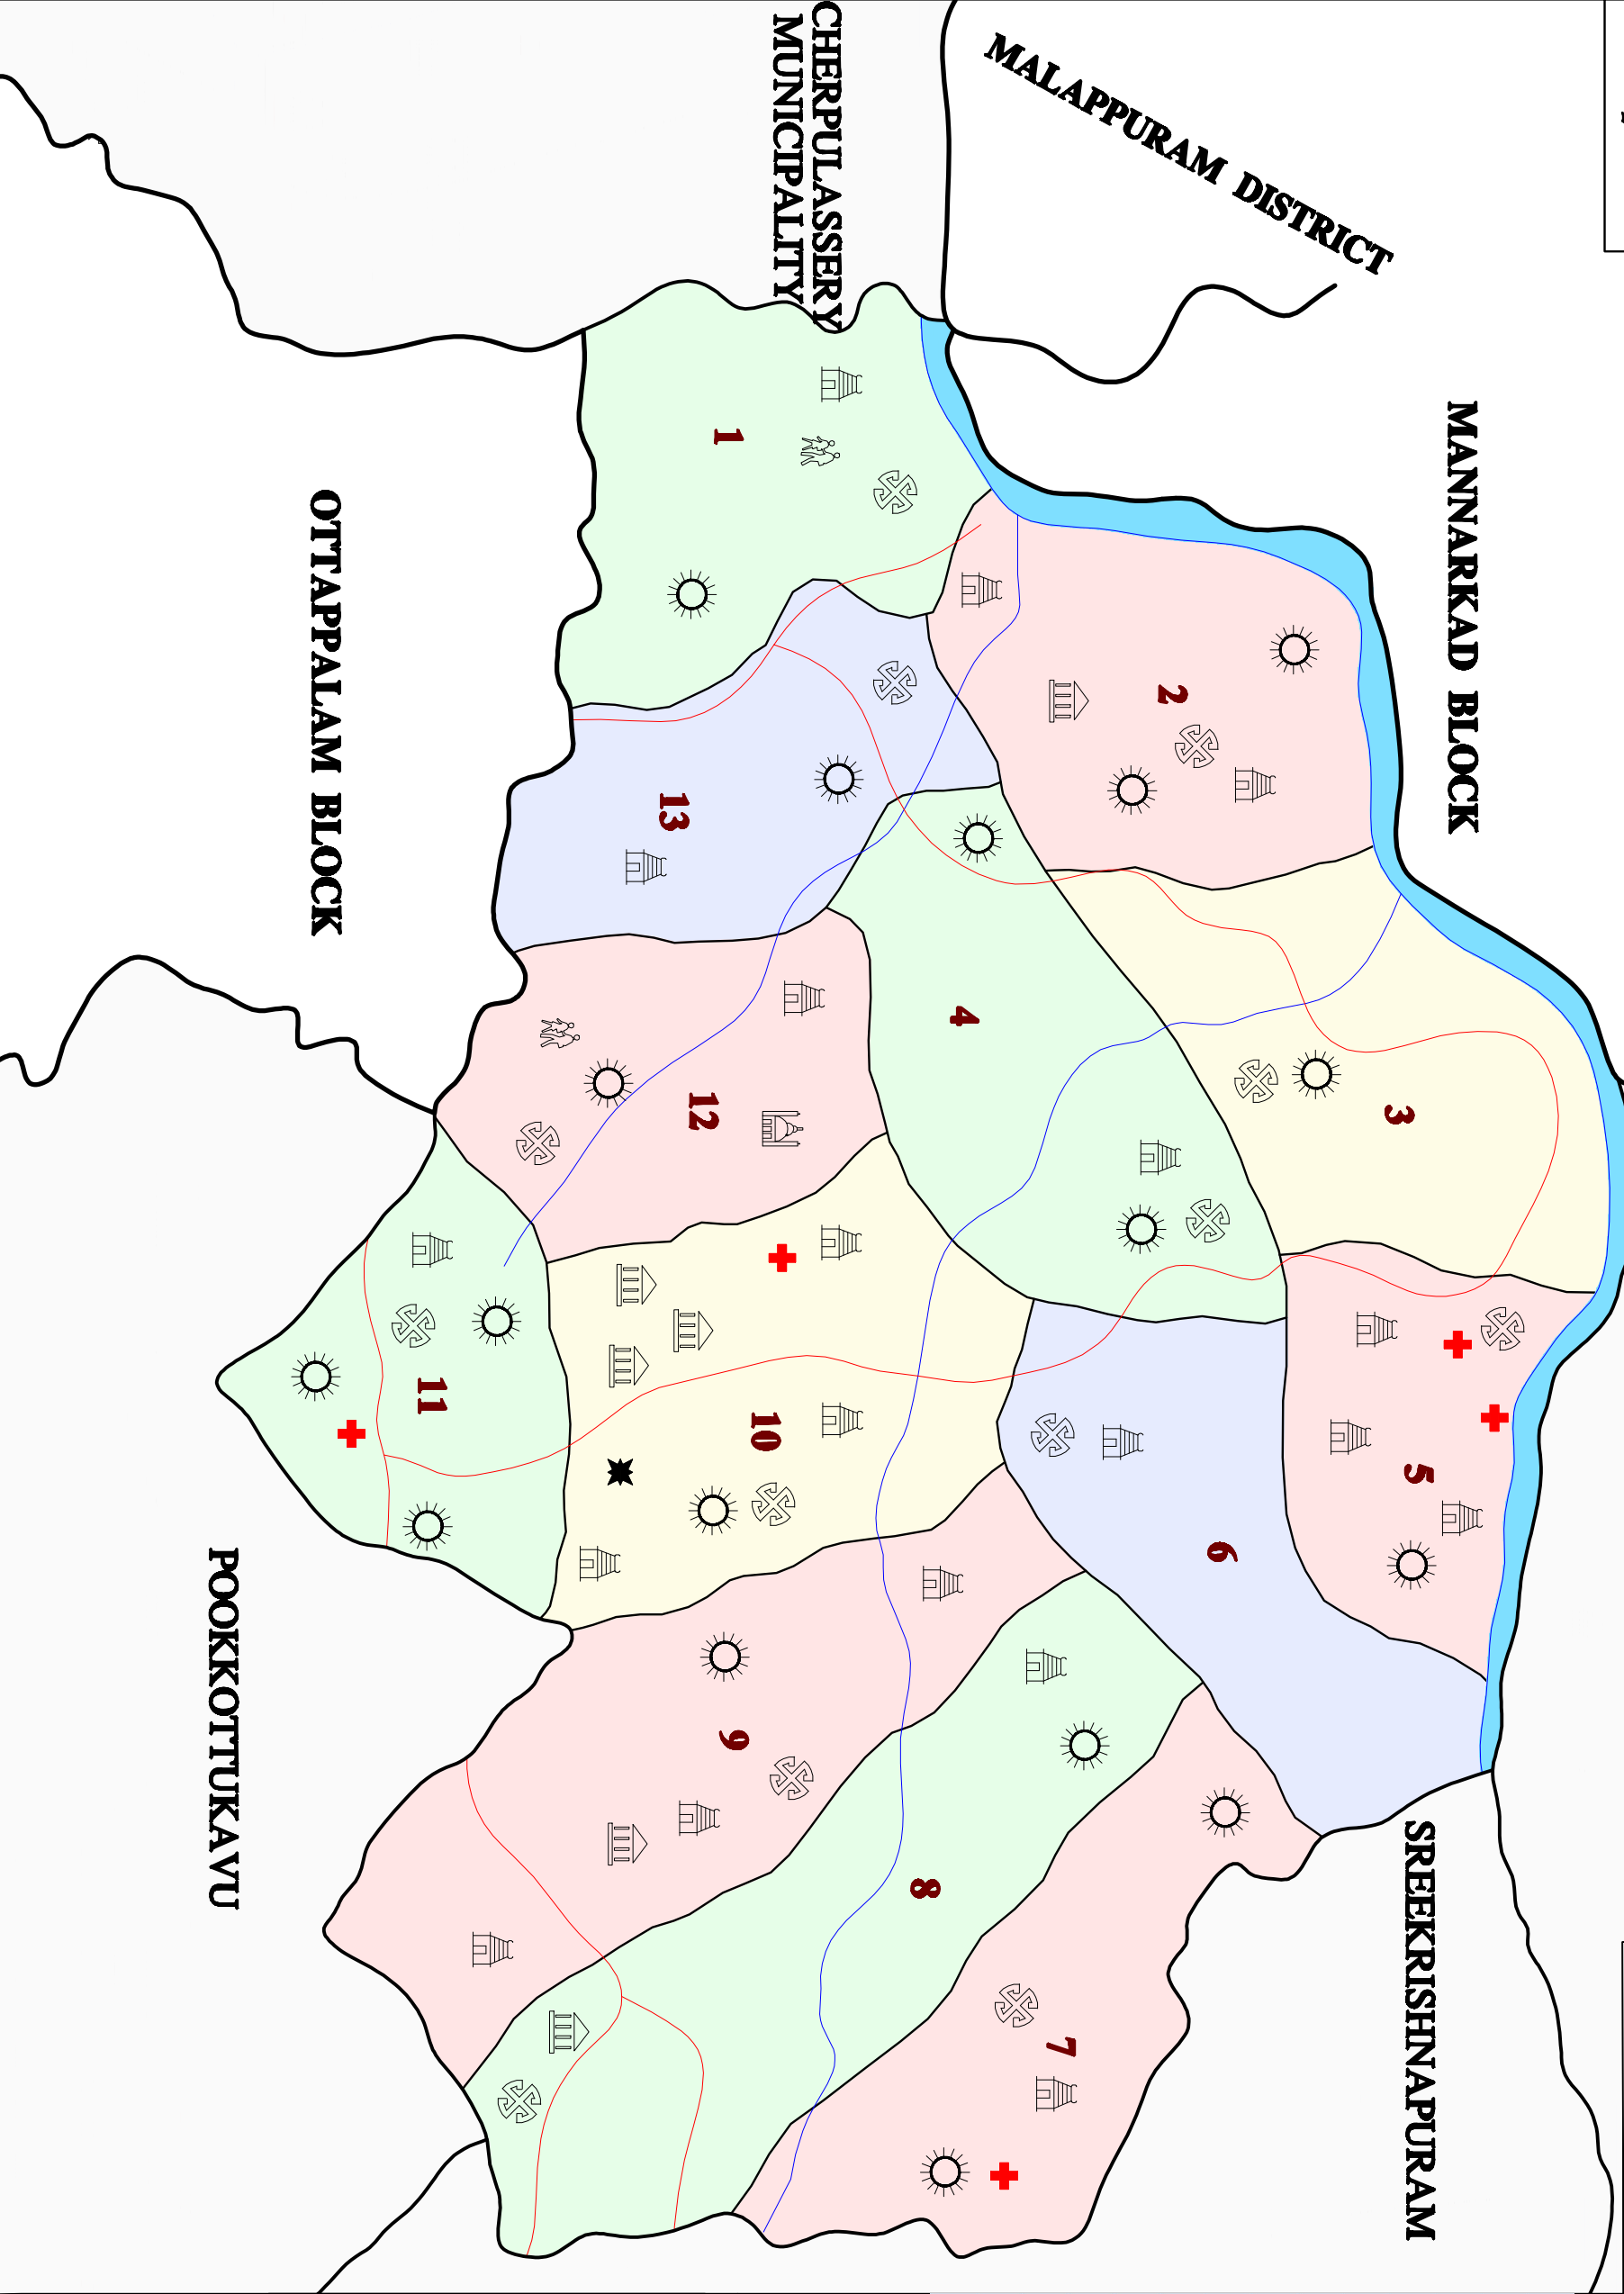 CHERPULASSERY
MUNICIPALITY
MALAPPURAM DISTRICT
MANNARKAD BLOCK
OTTAPPALAM BLOCK
1
2
13
4
3
12
11
10
5
6
9
8
7
POOKKOTTUKAVU
SREEKRISHNAPURAM